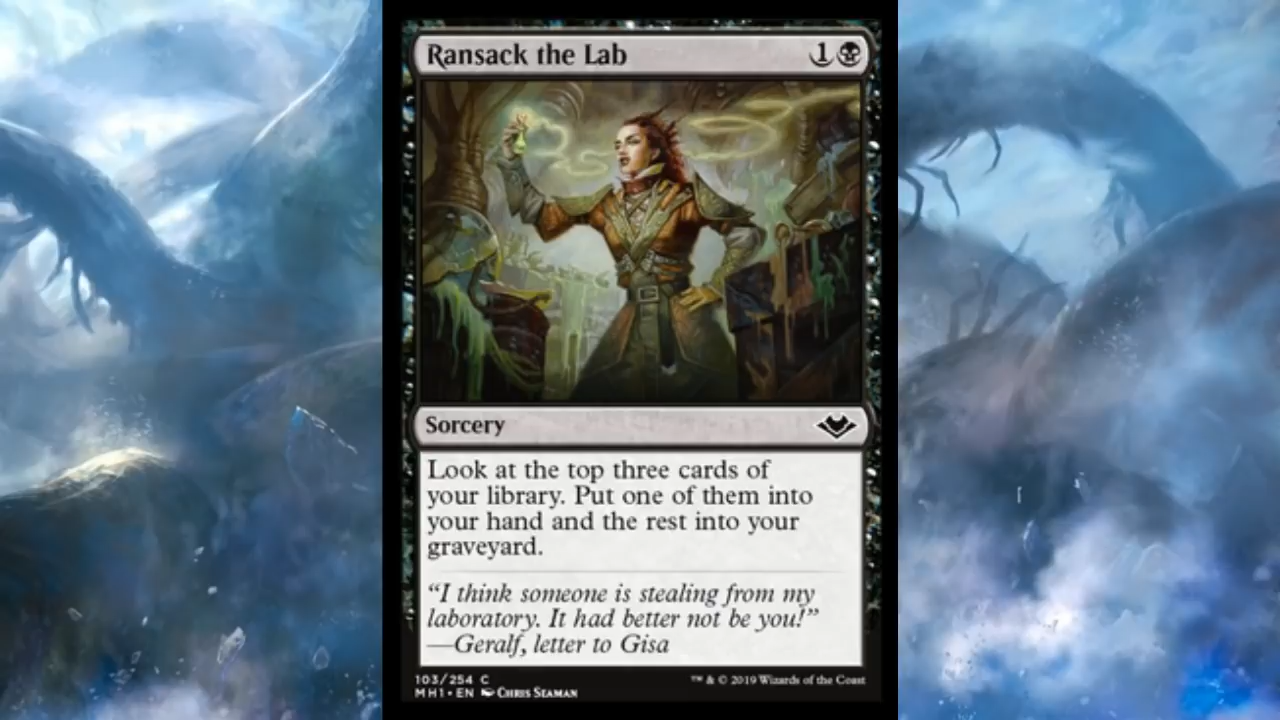 Ransack the Lab 1
Sorcery
Look at the top three cards of
your library. Put one of them into
your hand and the rest into your
graveyard.
“I think someone is stealing from my
laboratory. It had better not be you!”
—Geralf, letter to Gisa
103/254 C
MH1 • EN Chris Seaman
™ & © 2019 Wizards of the Coast